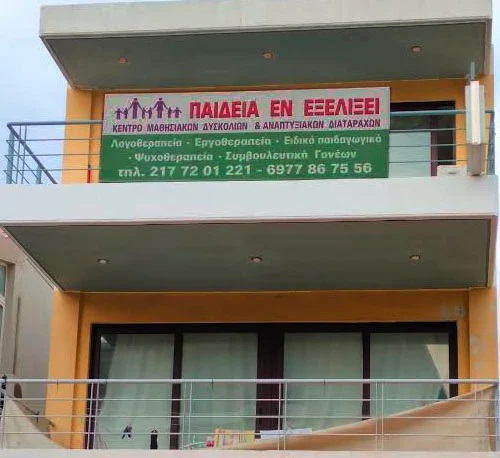 ΠΑΙΔΕΙΑ ΕΝ ΕΞΕΛΙΞΕΙ
ΚΕΝΤΡΟ ΜΑΘΗΣΙΑΚΩΝ ΔΥΣΚΟΛΙΩΝ & ΑΝΑΠΤΥΞΙΑΚΩΝ ΔΙΑΤΑΡΑΧΩΝ
Λογοθεραπεία - Εργοθεραπεία - Ειδικό παιδαγωγικό
- Ψυχοθεραπεία - Συμβουλευτική Γονέων
τηλ. 217 72 01 221 - 6977 86 75 56